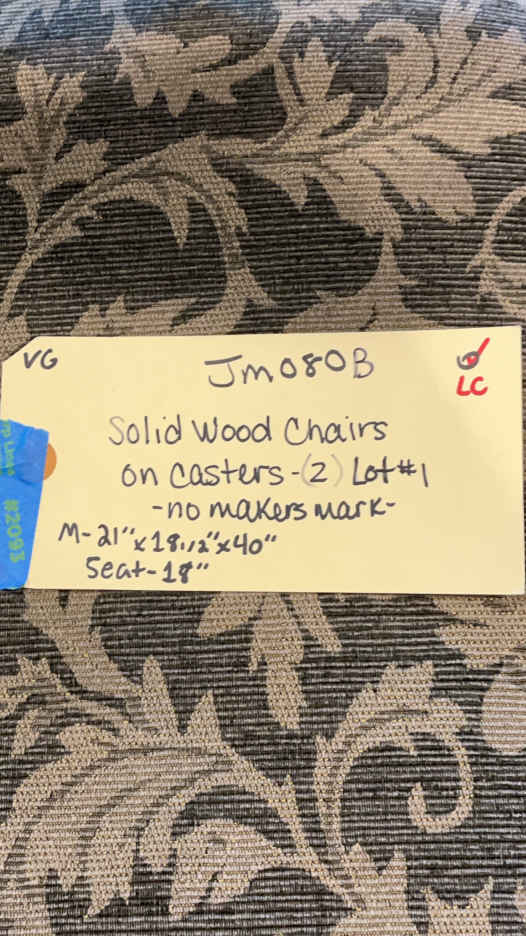 VG
JM080B
LC
Solid Wood Chairs
on Casters-(2) Lot #1
-no makers mark-
M-21"x18.1/2"x40"
Seat-18"
#2093